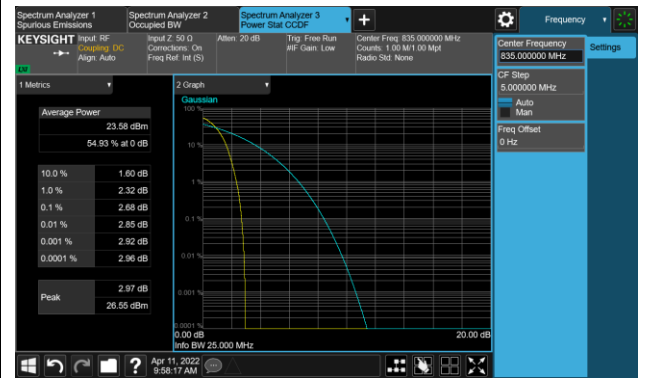 Spectrum Analyzer 1
Spurious Emissions
Spectrum Analyzer 2
Occupied BW
Spectrum Analyzer 3
Power Stat CCDF
Frequency
KEYSIGHT
Input: RF
Coupling: DC
Align: Auto
Input Z: 50 Ω
Corrections: On
Freq Ref: Int (S)
Atten: 20 dB
Trig: Free Run
#IF Gain: Low
Center Freq: 835.000000 MHz
Counts: 1.00 M/1.00 Mpt
Radio Std: None
Center Frequency
835.000000 MHz
Settings
CF Step
5.000000 MHz
Auto
Man
Freq Offset
0 Hz
1 Metrics
2 Graph
Average Power
23.58 dBm
54.93 % at 0 dB
10.0 % 1.60 dB
1.0 % 2.32 dB
0.1 % 2.68 dB
0.01 % 2.85 dB
0.001 % 2.92 dB
0.0001 % 2.96 dB
Peak
2.97 dB
26.55 dBm
Gaussian
100 %
10 %
1 %
0.1 %
0.01 %
0.001 %
0.0001 %
0.00 dB
20.00 dB
Info BW 25.000 MHz
?
Apr 11, 2022
9:58:17 AM